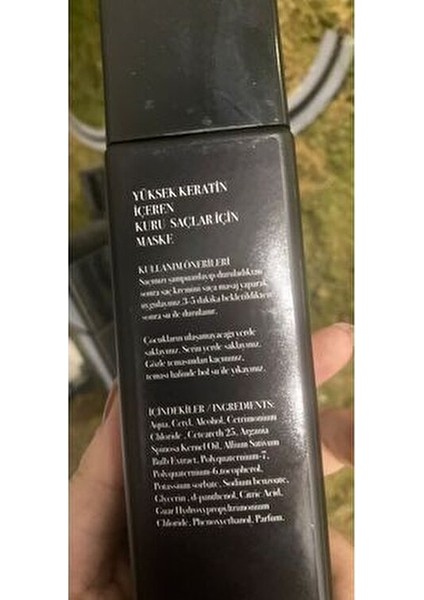 YÜKSEK KERATİN
İÇEREN
KURU SAÇLAR İÇİN
MASKE
KULLANIM ÖNERİLERİ
Saçınızı şampuanlayıp duruladıktan
sonra saç kremini saça masaj yaparak
uygulayınız. 3-5 dakika bekletildikten
sonra su ile durulanır.
Çocukların ulaşamayacağı yerde
saklayınız. Serin yerde saklayınız.
Gözle temasından kaçınınız,
teması halinde bol su ile yıkayınız.
İÇİNDEKİLER / INGREDIENTS:
Aqua, Cetyl, Alcohol, Cetrimonium
Chloride , Ceteareth 25, Argania
Spinosa Kernel Oil, Allium Sativum
Bulb Extract, Polyquaternium-7,
Polyquaternium-6,tocopherol,
Potassium sorbate, Sodium benzoate,
Glycerin , d-panthenol, Citric Acid,
Guar Hydroxypropyltrimonum
Chloride, Phenoxyethanol, Parfum.